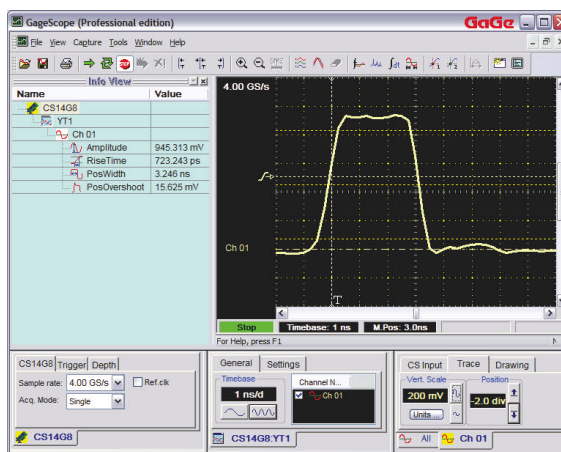 GageScope (Professional edition)
GaGe
File View Capture Tools Window Help
Info View
Name Value
CS14G8
YT1
Ch 01
Amplitude 945.313 mV
RiseTime 723.243 ps
PosWidth 3.246 ns
PosOvershoot 15.625 mV
4.00 GS/s
Ch 01
T
Stop Timebase: 1 ns M.Pos: 3.0ns
For Help, press F1
CS14G8 Trigger Depth
Sample rate: 4.00 GS/s Ref.clk
Acq. Mode: Single
CS14G8
General Settings
Timebase
1 ns/d
Channel N...
Ch 01
CS14G8:YT1
CS Input Trace Drawing
Vert. Scale Position
200 mV -2.0 div
Units ...
All Ch 01